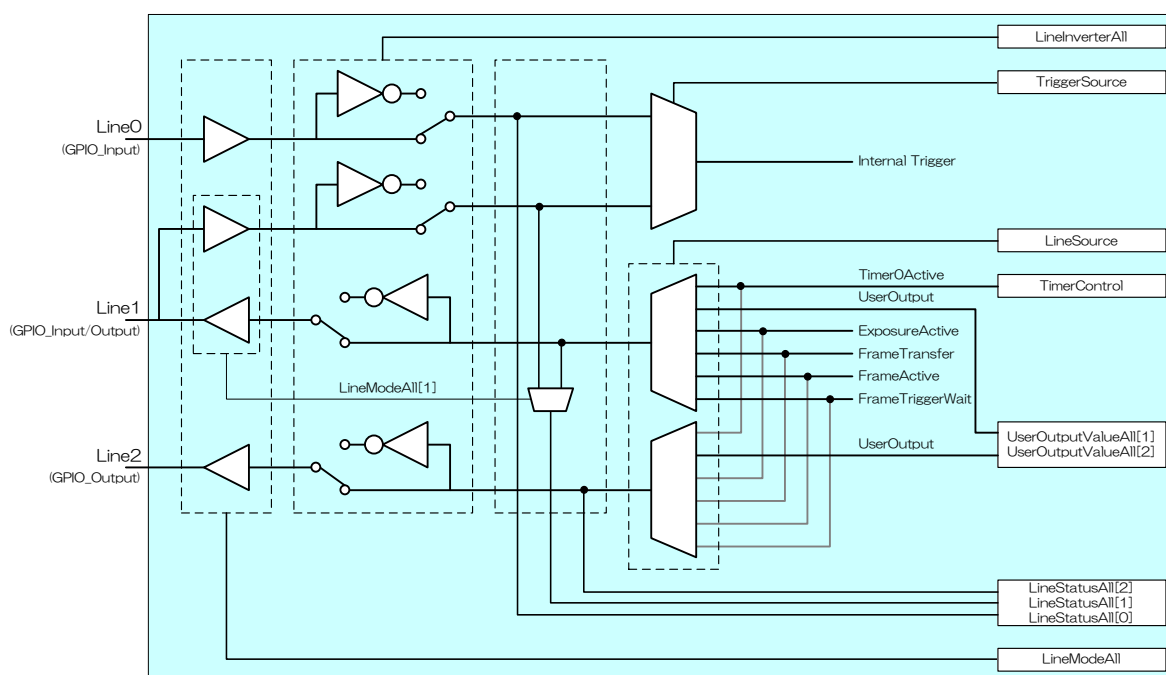 LineInverterAll
TriggerSource
Line0
(GPIO_Input)
Internal Trigger
LineSource
Timer0Active
TimerControl
UserOutput
Line1
(GPIO_Input/Output)
ExposureActive
FrameTransfer
FrameActive
LineModeAll[1]
FrameTriggerWait
UserOutputValueAll[1]
UserOutput
UserOutputValueAll[2]
Line2
(GPIO_Output)
LineStatusAll[2]
LineStatusAll[1]
LineStatusAll[0]
LineModeAll